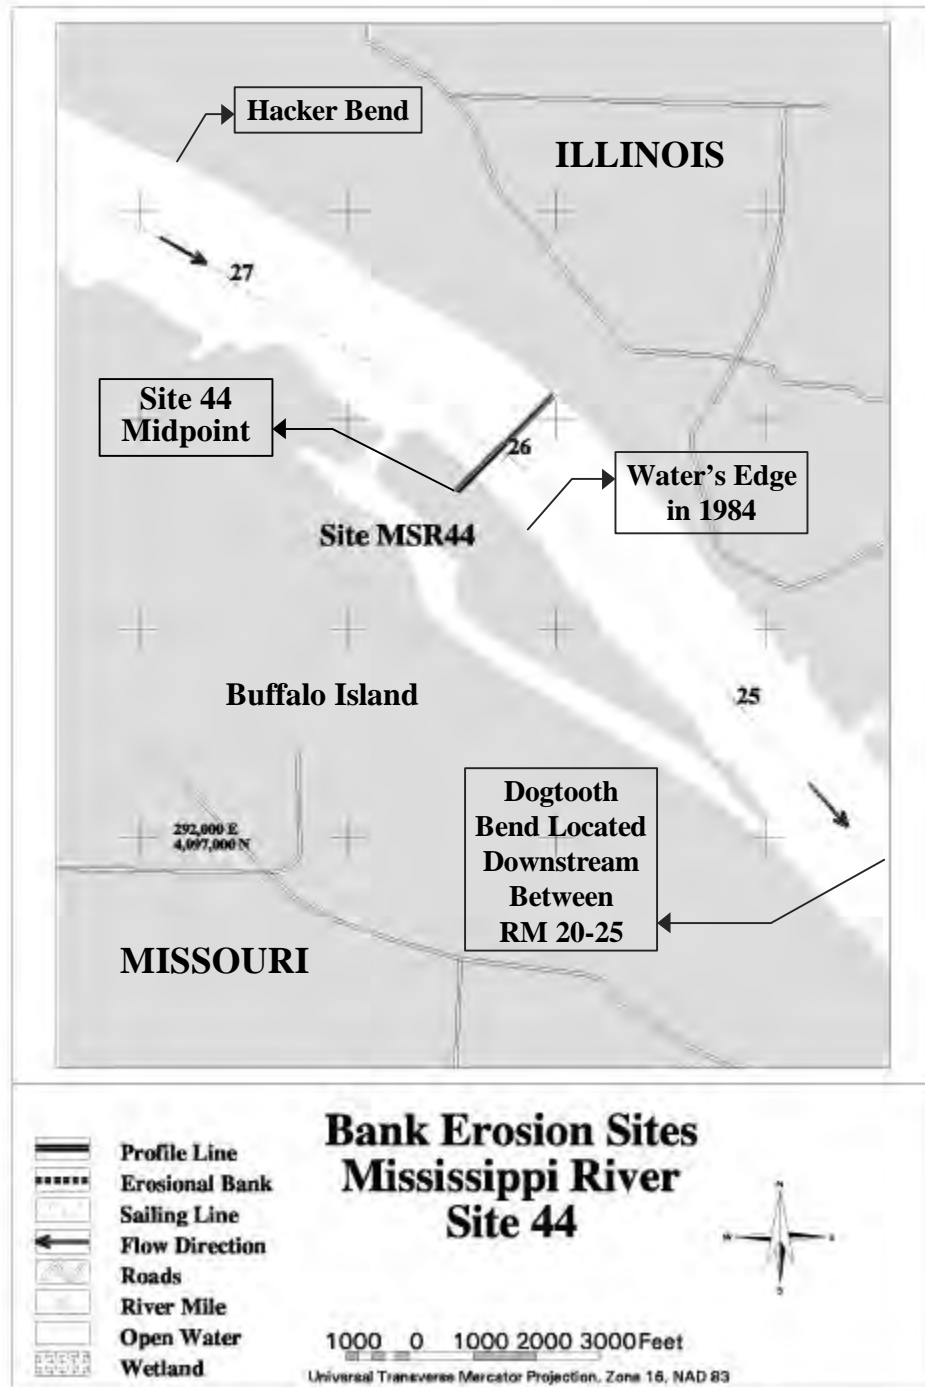 Hacker Bend
ILLINOIS
27
Site 44
Midpoint
26
Water's Edge
in 1984
Site MSR44
Buffalo Island
25
Dogtooth
Bend Located
Downstream
Between
RM 20-25
292,000 E
4,097,000 N
MISSOURI
Bank Erosion Sites
Mississippi River
Site 44
Profile Line
Erosional Bank
Sailing Line
Flow Direction
Roads
River Mile
Open Water
Wetland
N
W
E
S
1000 0 1000 2000 3000 Feet
Universal Transverse Mercator Projection, Zone 16, NAD 83